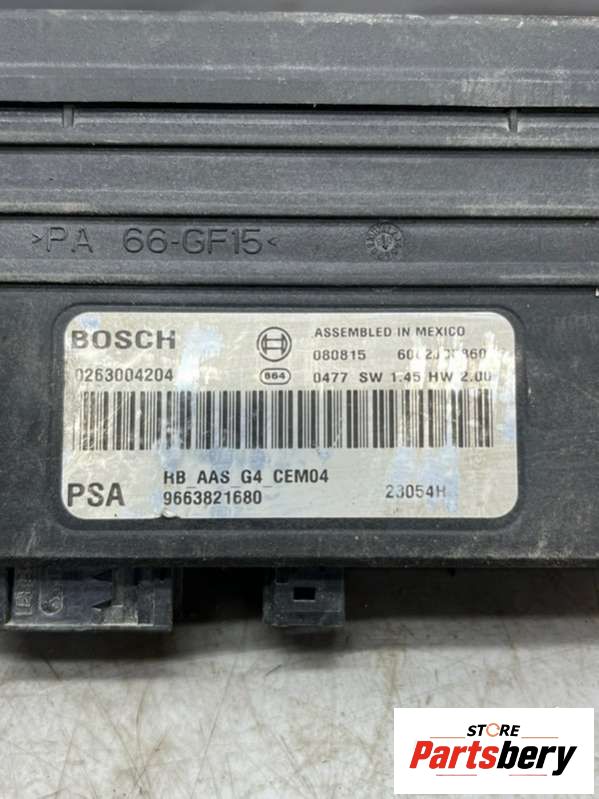 >PA 66-GF15<
BOSCH
ASSEMBLED IN MEXICO
080815
0263004204
864
0477 SW 1.45 HW 2.00
PSA
HB_AAS_G4_CEM04
9663821680
23054H
STORE
Partsbery